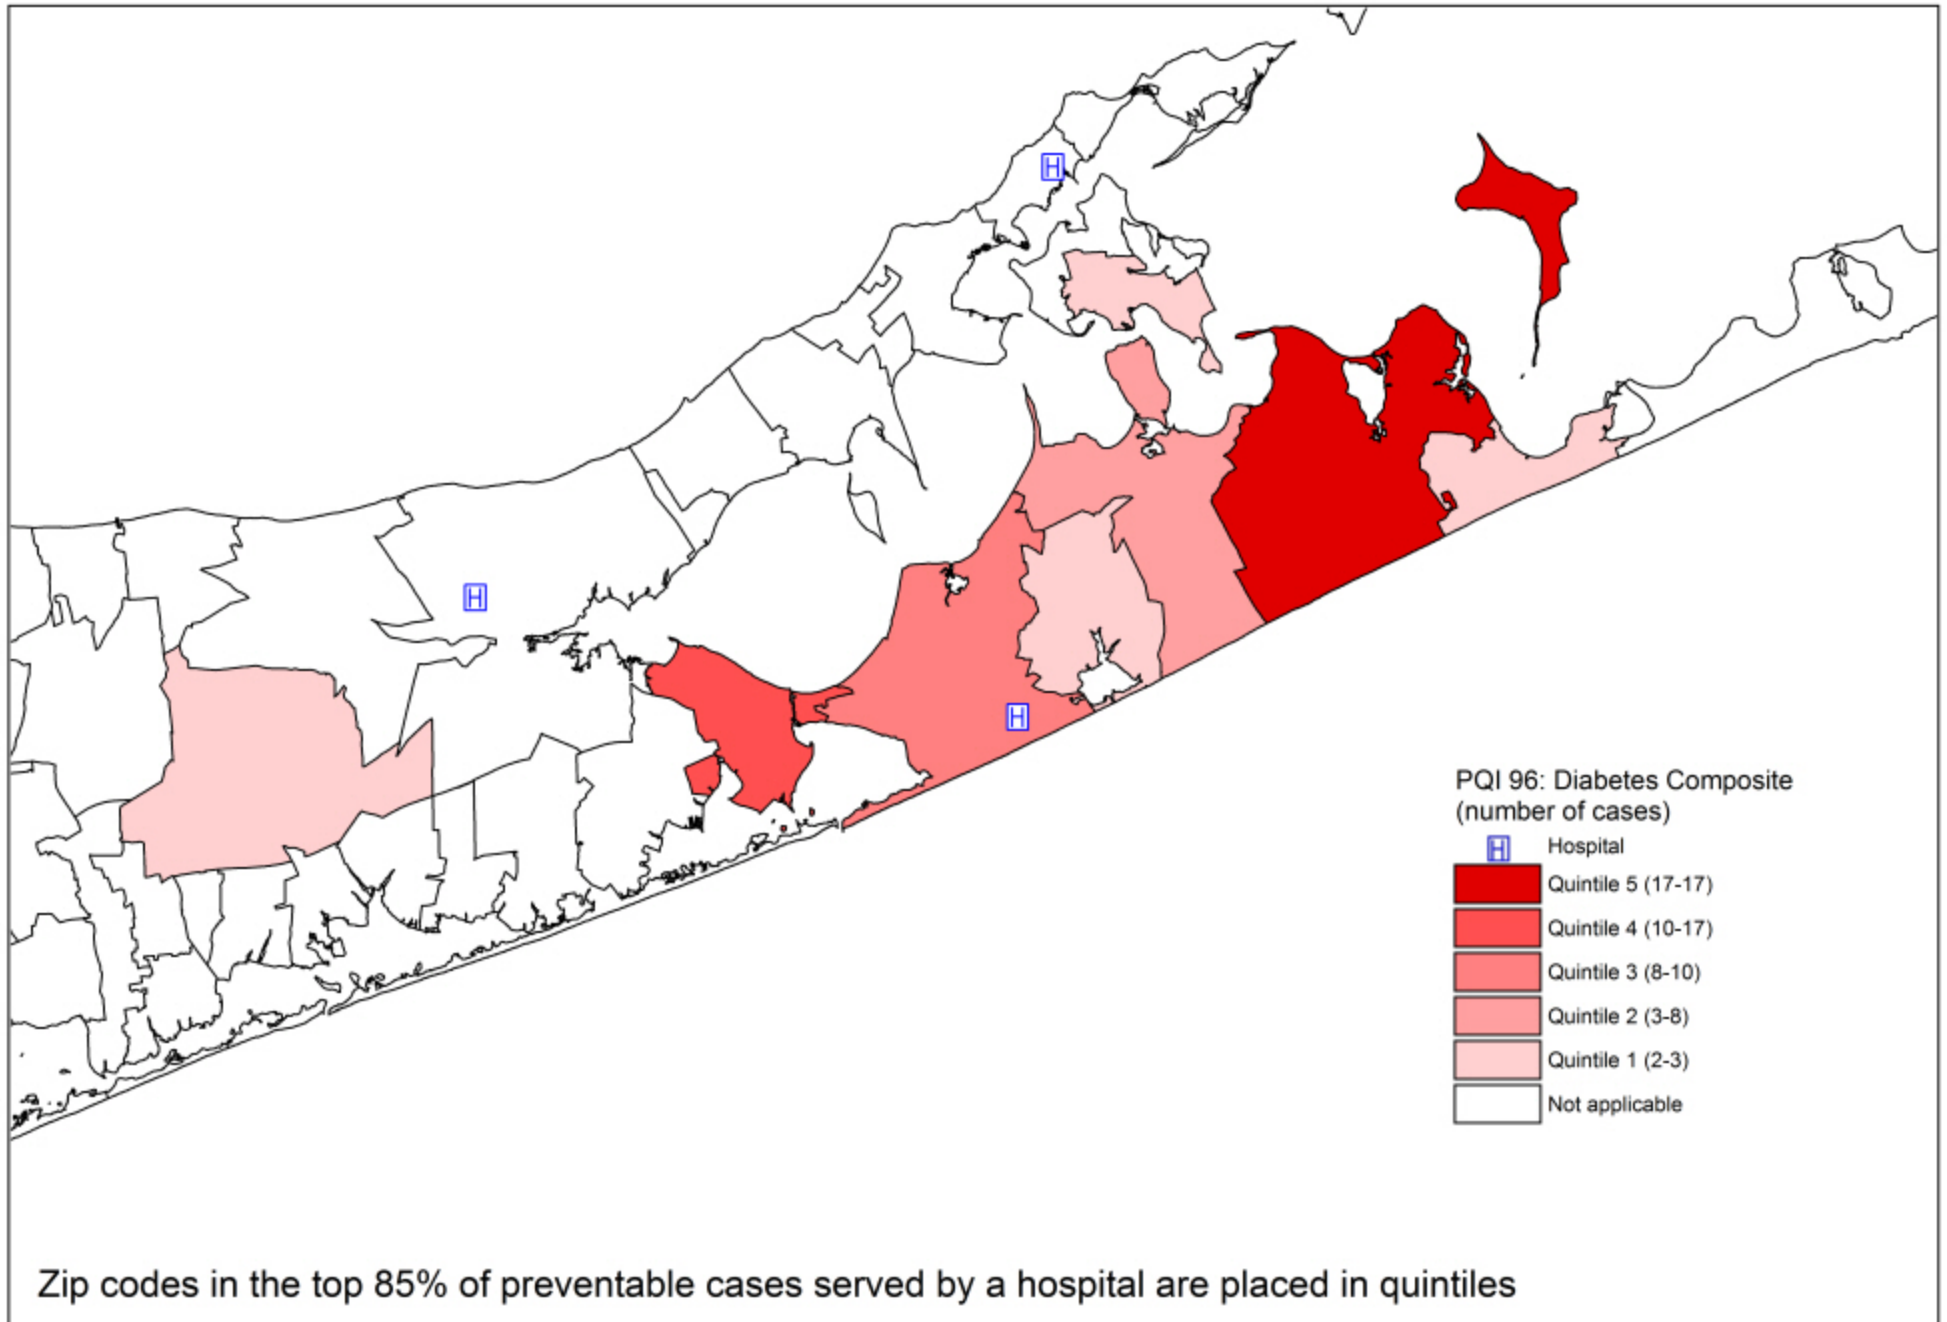 H
H
H
PQI 96: Diabetes Composite
(number of cases)
H Hospital
Quintile 5 (17-17)
Quintile 4 (10-17)
Quintile 3 (8-10)
Quintile 2 (3-8)
Quintile 1 (2-3)
Not applicable
Zip codes in the top 85% of preventable cases served by a hospital are placed in quintiles